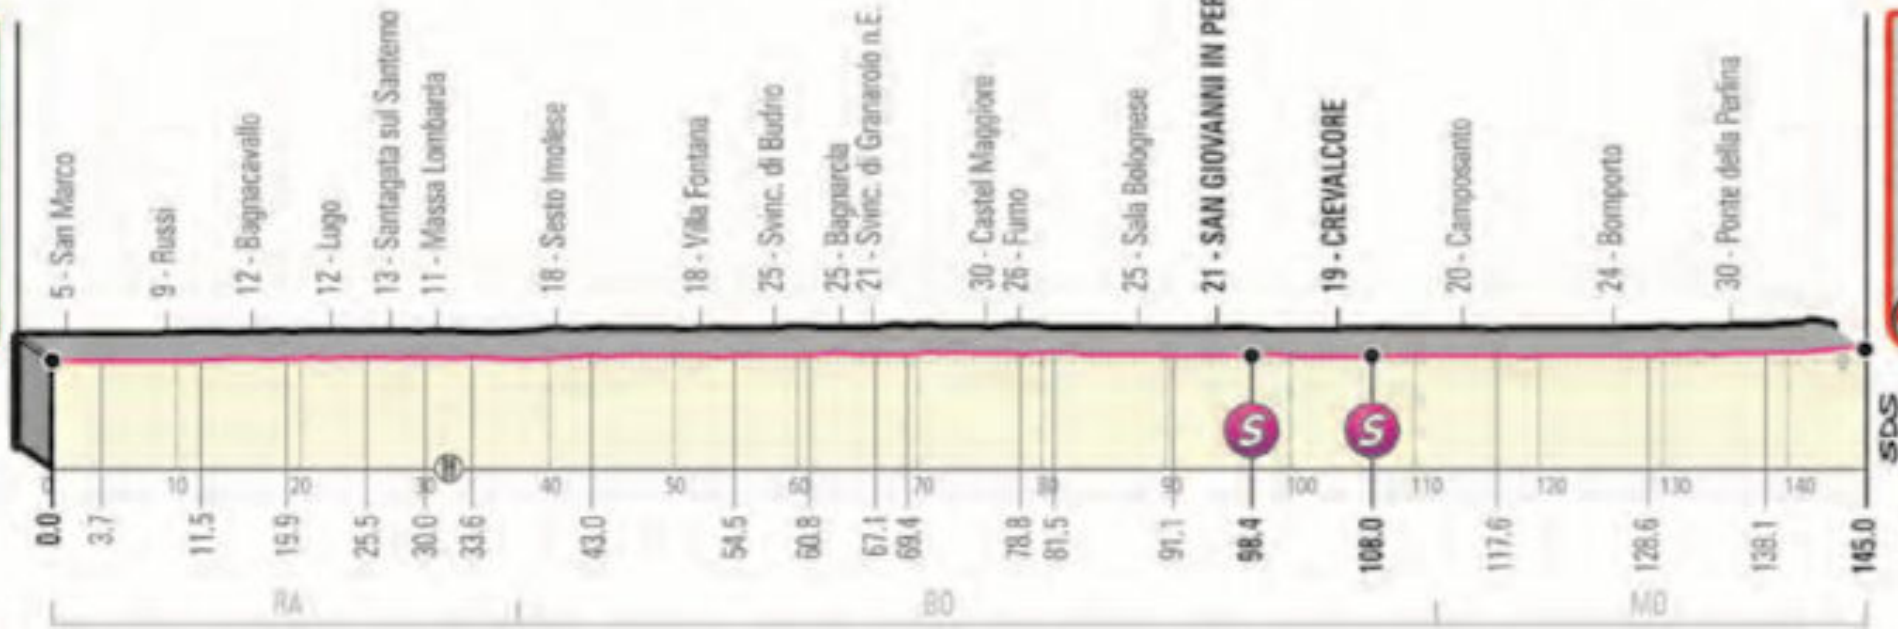 5 - San Marco
9 - Russi
12 - Bagnacavallo
12 - Lugo
13 - Santagata sul Santerno
11 - Massa Lombarda
18 - Sesto Imolese
18 - Villa Fontana
25 - Svinc. di Budrio
25 - Bagnarola
21 - Svinc. di Granarolo n.E.
30 - Castel Maggiore
26 - Fumo
25 - Sala Bolognese
21 - SAN GIOVANNI IN PER
19 - CREVALCORE
20 - Camposanto
24 - Bomporto
30 - Ponte della Perfina
S S
10 20 40 50 60 70 80 90 100 110 120 130 140
0.0 3.7 11.5 19.9 25.5 30.0 33.6 43.0 54.5 60.8 67.1 69.4 78.8 81.5 91.1 98.4 108.0 117.6 128.6 138.1 145.0
RA BO MO
SDS